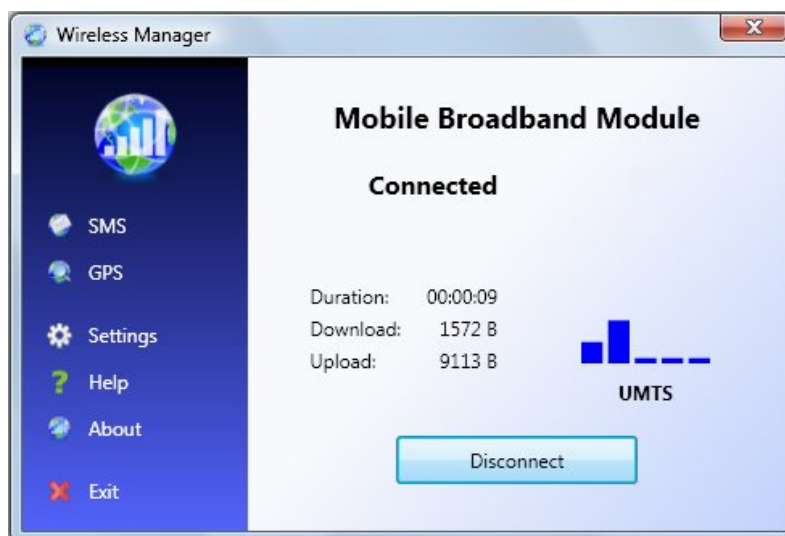 Wireless Manager
X
Mobile Broadband Module
Connected
SMS
GPS
Settings
Help
About
Exit
Duration: 00:00:09
Download: 1572 B
Upload: 9113 B
UMTS
Disconnect